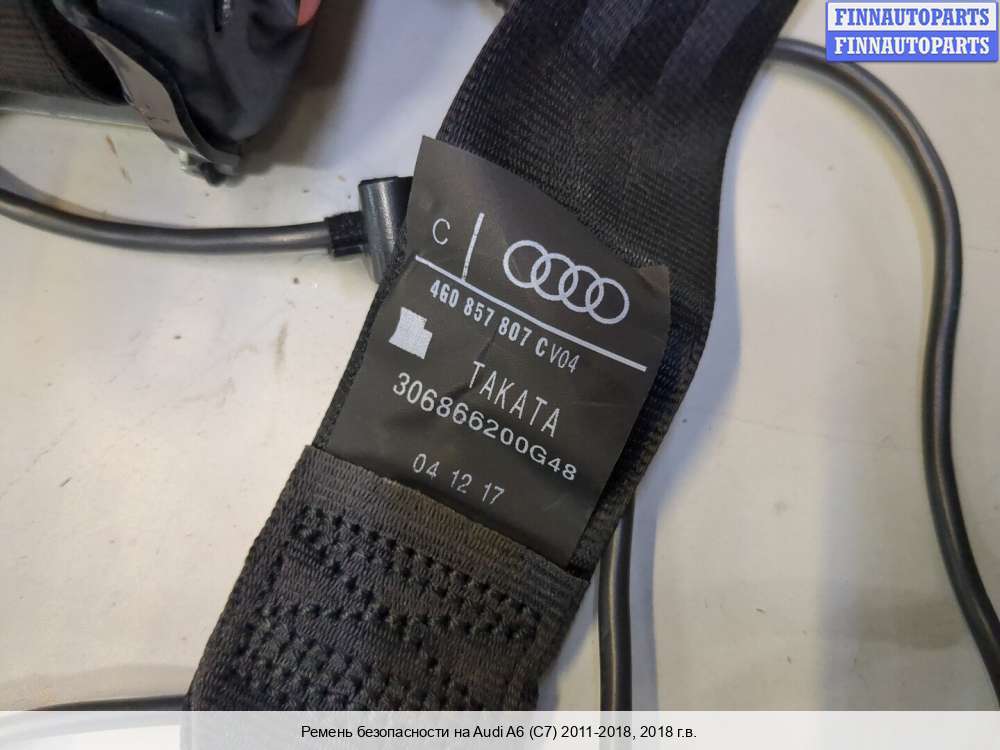 FINNAUTOPARTS
FINNAUTOPARTS
C
4G0 857 807 C V04
TAKATA
306866200G48
04 12 17
Ремень безопасности на Audi A6 (C7) 2011-2018, 2018 г.в.